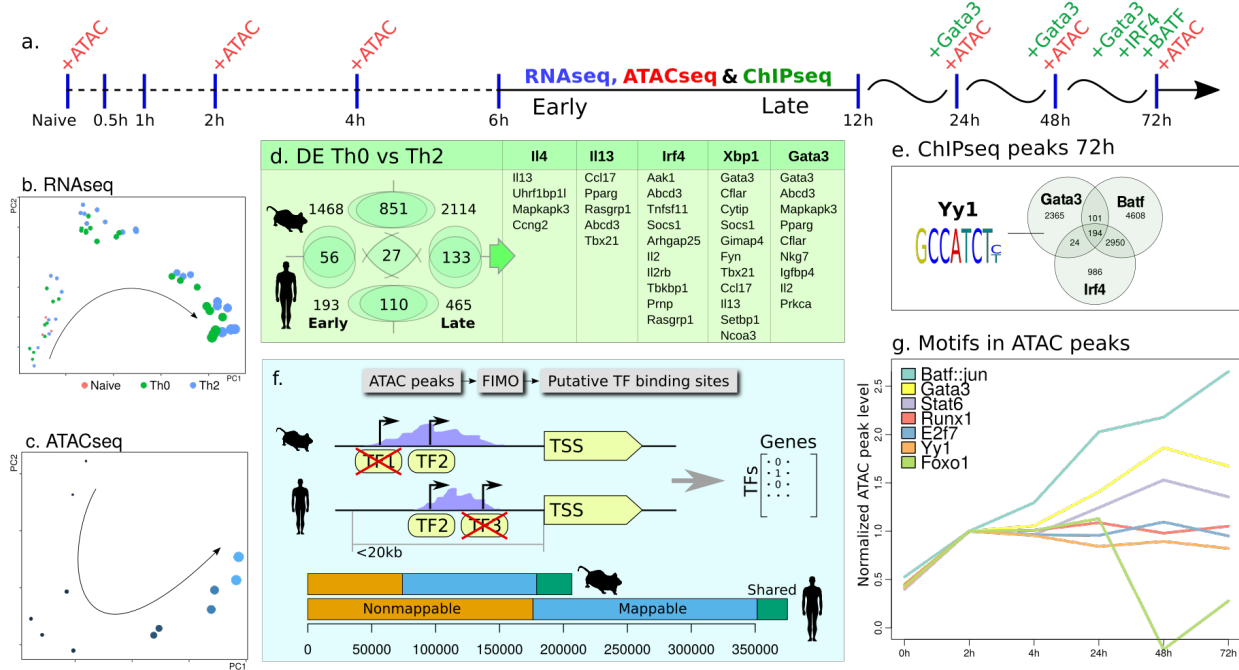 a.
+ATAC
+ATAC
+ATAC
+Gata3
+ATAC
+Gata3
+ATAC
+Gata3
+IRF4
+BATF
+ATAC
RNAseq, ATACseq & ChIPseq
Early
Late
Naive
0.5h
1h
2h
4h
6h
12h
24h
48h
72h
b. RNAseq
PC2
PC1
Naive
Th0
Th2
c. ATACseq
PC2
PC1
d. DE Th0 vs Th2
1468
851
2114
56
27
133
193
110
465
Early
Late
Il4
Il13
Uhrf1bp1l
Mapkapk3
Ccng2
Il13
Ccl17
Pparg
Rasgrp1
Abcd3
Tbx21
Irf4
Aak1
Abcd3
Tnfsf11
Socs1
Arhgap25
Il2
Il2rb
Tbkbp1
Prnp
Rasgrp1
Xbp1
Gata3
Cflar
Cytip
Socs1
Gimap4
Fyn
Tbx21
Ccl17
Il13
Setbp1
Ncoa3
Gata3
Gata3
Abcd3
Mapkapk3
Pparg
Cflar
Nkg7
Igfbp4
Il2
Prkca
e. ChIPseq peaks 72h
Yy1
GCCATCT
C
T
Gata3
2365
101
Batf
4608
194
24
2950
986
Irf4
f.
ATAC peaks
FIMO
Putative TF binding sites
TF1
TF2
TSS
TF2
TF3
TSS
<20kb
Genes
TFs
0
1
0
Shared
Nonmappable
Mappable
0
50000
100000
150000
200000
250000
300000
350000
g. Motifs in ATAC peaks
Batf::jun
Gata3
Stat6
Runx1
E2f7
Yy1
Foxo1
Normalized ATAC peak level
2.5
2.0
1.5
1.0
0.5
0.0
0h
2h
4h
24h
48h
72h